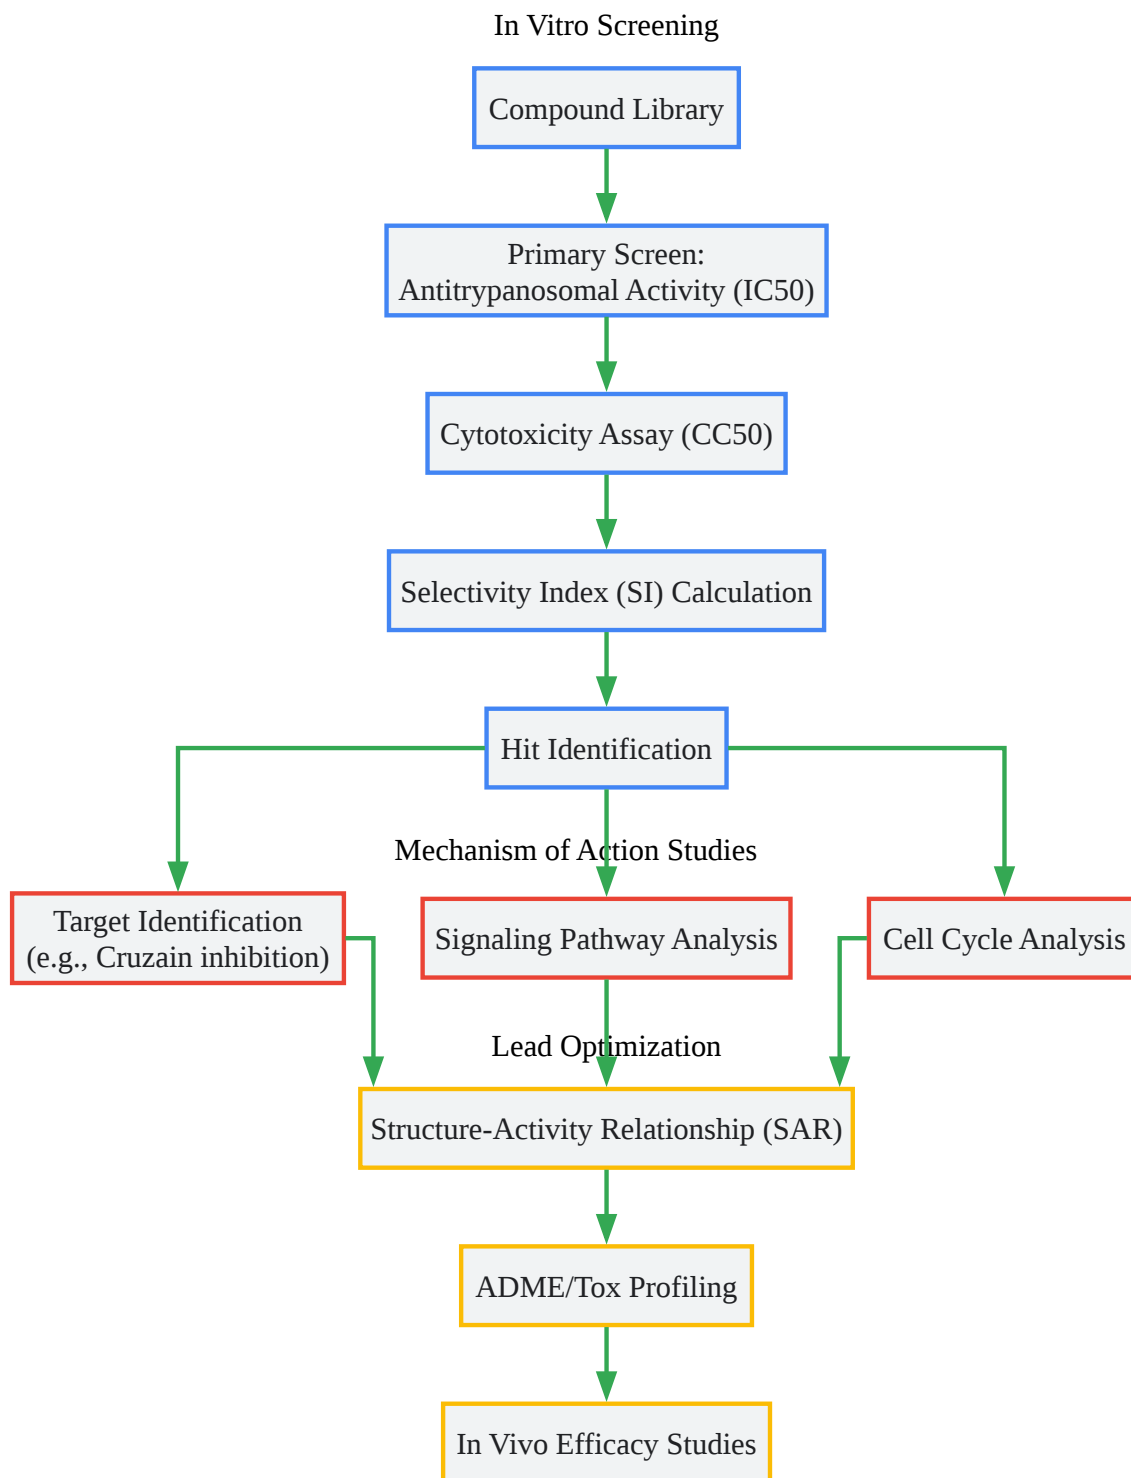 In Vitro Screening
Compound Library
Primary Screen:
Antitrypanosomal Activity (IC50)
Cytotoxicity Assay (CC50)
Selectivity Index (SI) Calculation
Hit Identification
Mechanism of Action Studies
Target Identification
(e.g., Cruzain inhibition)
Signaling Pathway Analysis
Cell Cycle Analysis
Lead Optimization
Structure-Activity Relationship (SAR)
ADME/Tox Profiling
In Vivo Efficacy Studies